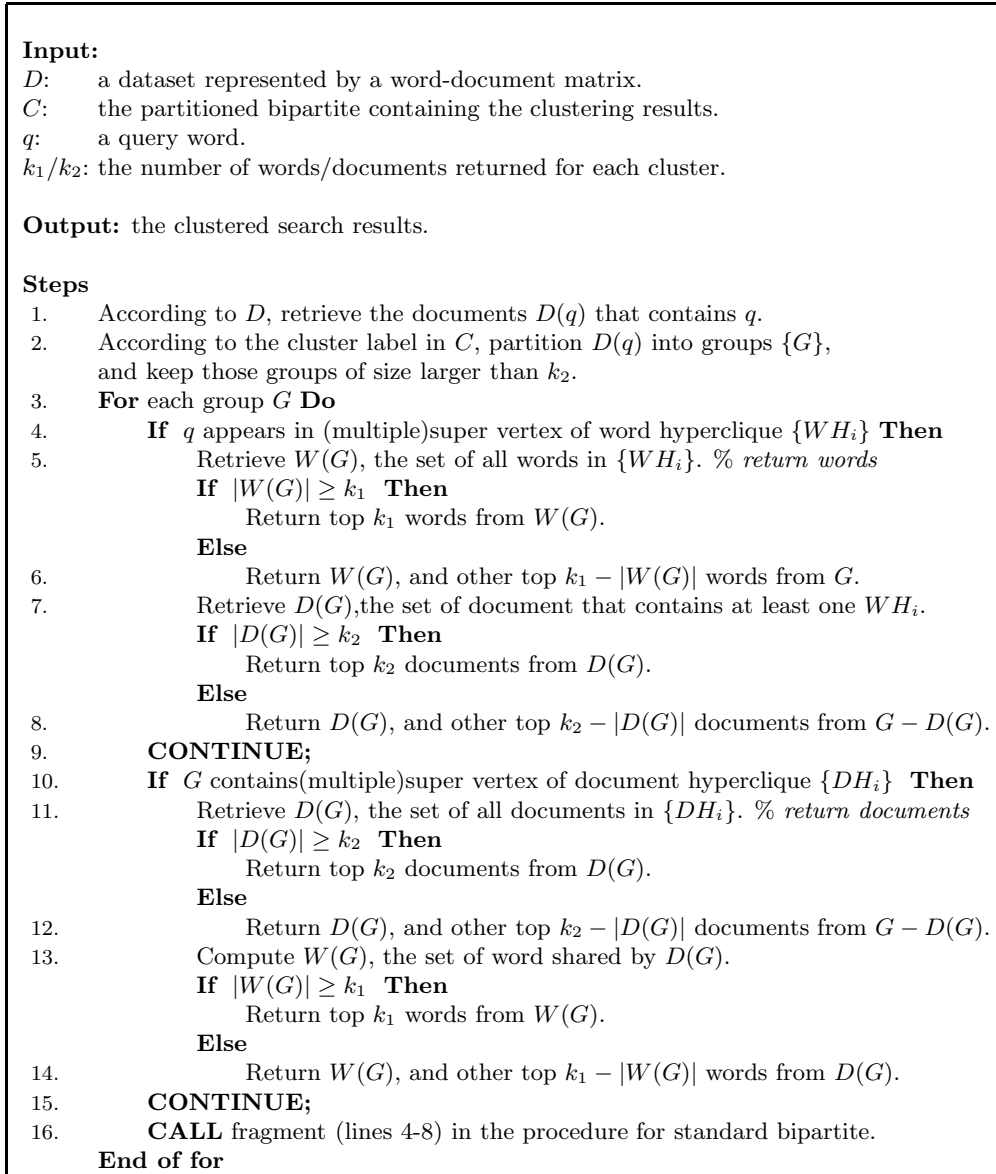 Input:
D: a dataset represented by a word-document matrix.
C: the partitioned bipartite containing the clustering results.
q: a query word.
k₁/k₂: the number of words/documents returned for each cluster.
Output: the clustered search results.
Steps
1. According to D, retrieve the documents D(q) that contains q.
2. According to the cluster label in C, partition D(q) into groups {G},
and keep those groups of size larger than k₂.
3. For each group G Do
4. If q appears in (multiple)super vertex of word hyperclique {WHᵢ} Then
5. Retrieve W(G), the set of all words in {WHᵢ}. % return words
If |W(G)| ≥ k₁ Then
Return top k₁ words from W(G).
Else
6. Return W(G), and other top k₁ − |W(G)| words from G.
7. Retrieve D(G),the set of document that contains at least one WHᵢ.
If |D(G)| ≥ k₂ Then
Return top k₂ documents from D(G).
Else
8. Return D(G), and other top k₂ − |D(G)| documents from G − D(G).
9. CONTINUE;
10. If G contains(multiple)super vertex of document hyperclique {DHᵢ} Then
11. Retrieve D(G), the set of all documents in {DHᵢ}. % return documents
If |D(G)| ≥ k₂ Then
Return top k₂ documents from D(G).
Else
12. Return D(G), and other top k₂ − |D(G)| documents from G − D(G).
13. Compute W(G), the set of word shared by D(G).
If |W(G)| ≥ k₁ Then
Return top k₁ words from W(G).
Else
14. Return W(G), and other top k₁ − |W(G)| words from D(G).
15. CONTINUE;
16. CALL fragment (lines 4-8) in the procedure for standard bipartite.
End of for